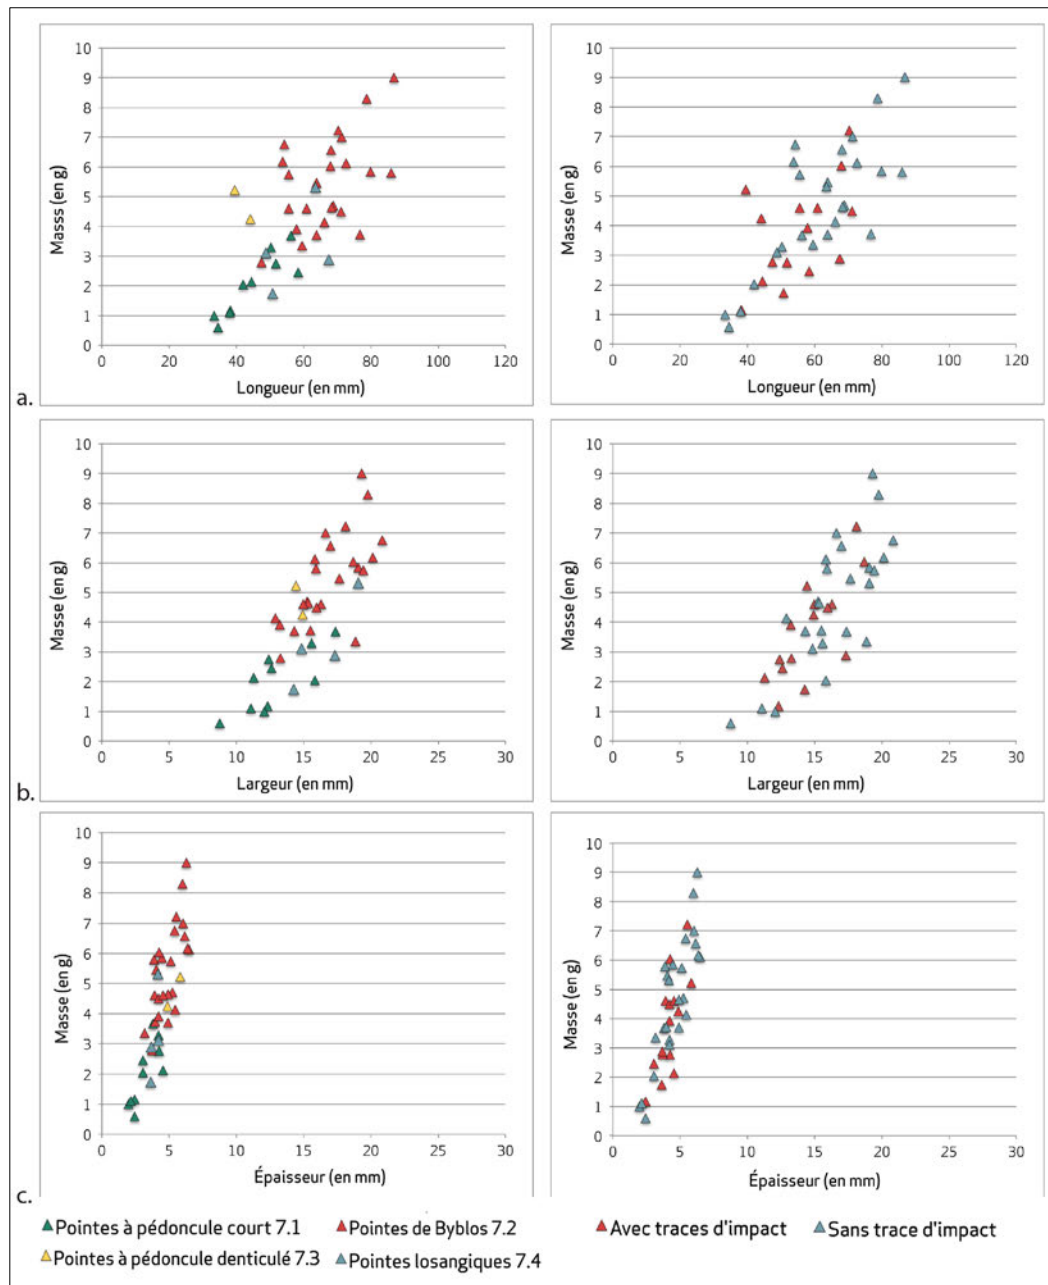 10
9
8
7
6
5
4
3
2
1
0
Masss (en g)
0 20 40 60 80 100 120
Longueur (en mm)
10
9
8
7
6
5
4
3
2
1
0
Masse (en g)
0 20 40 60 80 100 120
Longueur (en mm)
a.
10
9
8
7
6
5
4
3
2
1
0
Masse (en g)
0 5 10 15 20 25 30
Largeur (en mm)
10
9
8
7
6
5
4
3
2
1
0
Masse (en g)
0 5 10 15 20 25 30
Largeur (en mm)
b.
10
9
8
7
6
5
4
3
2
1
0
Masse (en g)
0 5 10 15 20 25 30
Épaisseur (en mm)
10
9
8
7
6
5
4
3
2
1
0
Masse (en g)
0 5 10 15 20 25 30
Épaisseur (en mm)
c.
Pointes à pédoncule court 7.1
Pointes de Byblos 7.2
Pointes à pédoncule denticulé 7.3
Pointes losangiques 7.4
Avec traces d'impact
Sans trace d'impact